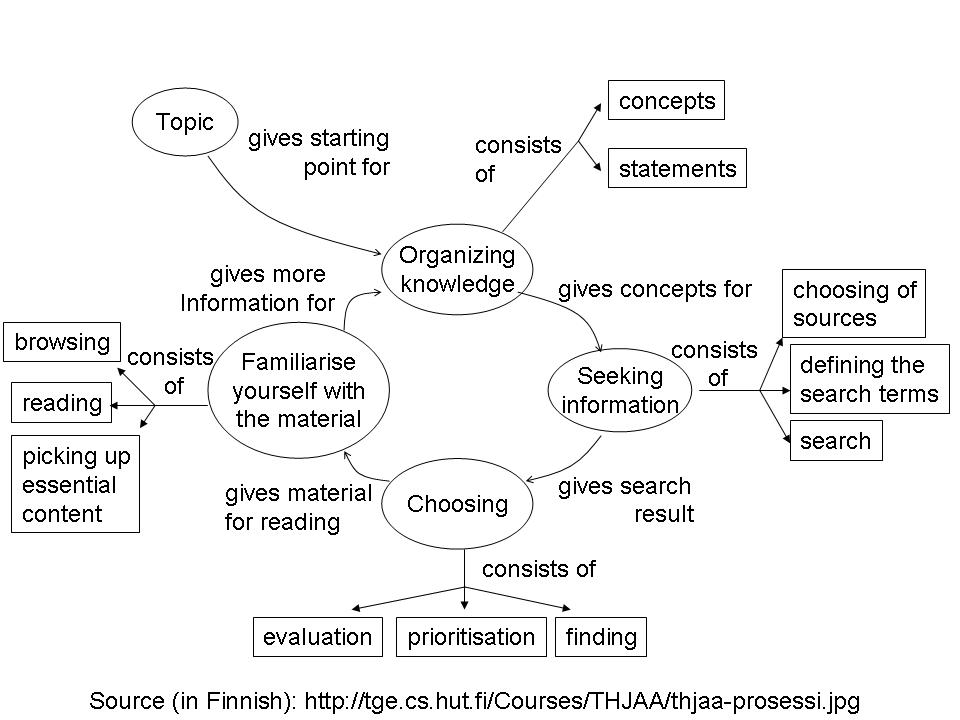 Topic
gives starting
point for
consists
of
concepts
statements
Organizing
knowledge
gives more
Information for
gives concepts for
choosing of
sources
browsing
consists
of
Familiarise
yourself with
the material
Seeking
information
consists
of
defining the
search terms
reading
search
picking up
essential
content
gives material
for reading
Choosing
gives search
result
consists of
evaluation
prioritisation
finding
Source (in Finnish): http://tge.cs.hut.fi/Courses/THJAA/thjaa-prosessi.jpg